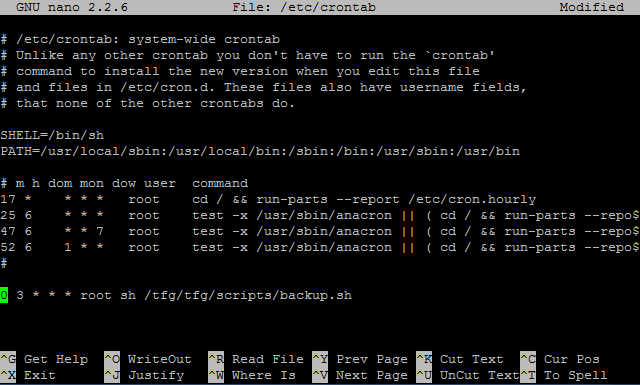 GNU nano 2.2.6 File: /etc/crontab Modified
# /etc/crontab: system-wide crontab
# Unlike any other crontab you don't have to run the `crontab'
# command to install the new version when you edit this file
# and files in /etc/cron.d. These files also have username fields,
# that none of the other crontabs do.
SHELL=/bin/sh
PATH=/usr/local/sbin:/usr/local/bin:/sbin:/bin:/usr/sbin:/usr/bin
# m h dom mon dow user command
17 * * * * root cd / && run-parts --report /etc/cron.hourly
25 6 * * * root test -x /usr/sbin/anacron || ( cd / && run-parts --repo$
47 6 * * 7 root test -x /usr/sbin/anacron || ( cd / && run-parts --repo$
52 6 1 * * root test -x /usr/sbin/anacron || ( cd / && run-parts --repo$
#
0 3 * * * root sh /tfg/tfg/scripts/backup.sh
^G Get Help ^O WriteOut ^R Read File ^Y Prev Page ^K Cut Text ^C Cur Pos
^X Exit ^J Justify ^W Where Is ^V Next Page ^U UnCut Text ^T To Spell